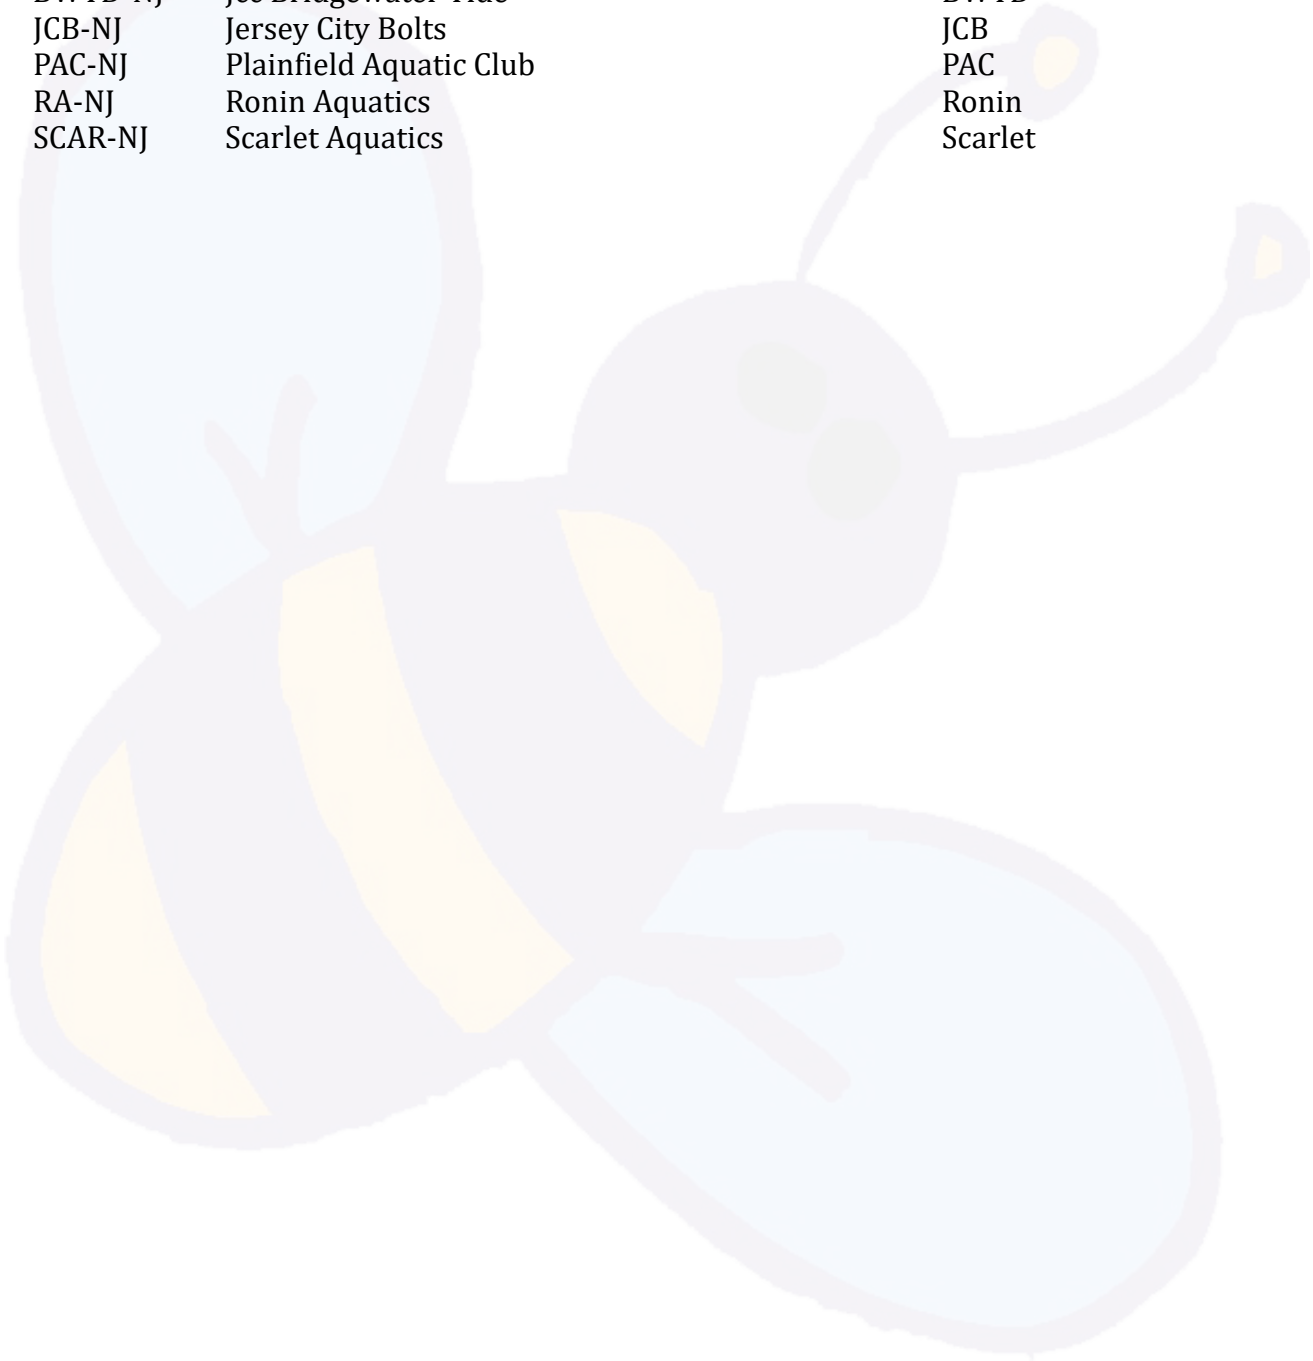 JCB-NJ Jersey City Bolts JCB
PAC-NJ Plainfield Aquatic Club PAC
RA-NJ Ronin Aquatics Ronin
SCAR-NJ Scarlet Aquatics Scarlet